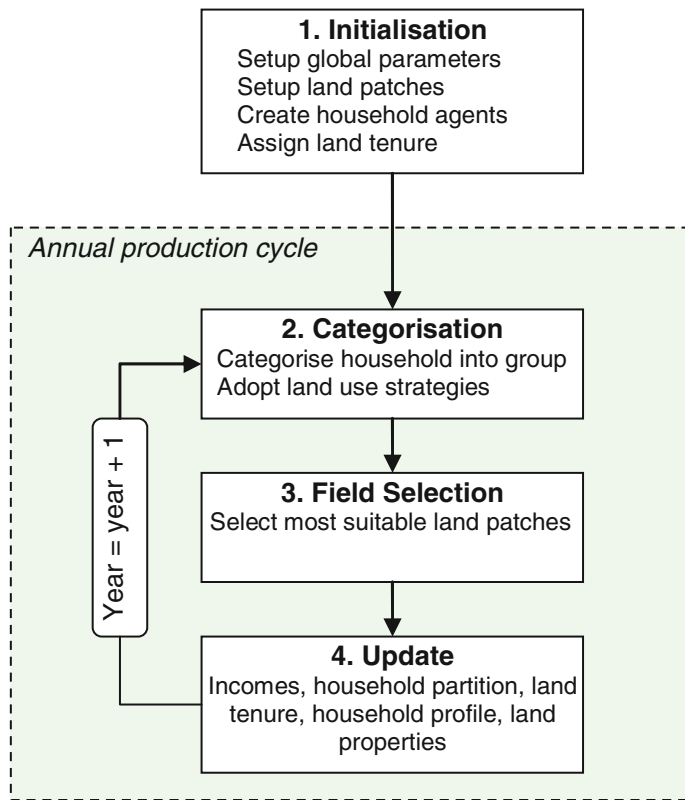 1. Initialisation
Setup global parameters
Setup land patches
Create household agents
Assign land tenure
Annual production cycle
2. Categorisation
Categorise household into group
Adopt land use strategies
Year = year + 1
3. Field Selection
Select most suitable land patches
4. Update
Incomes, household partition, land
tenure, household profile, land
properties